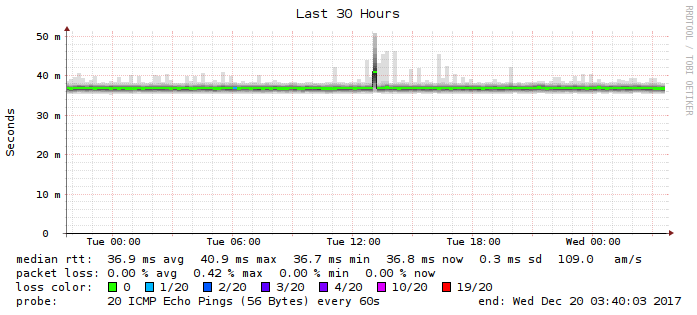 Last 30 Hours
RRDTOOL / TOBI OETIKER
Seconds
50 m
40 m
30 m
20 m
10 m
0
Tue 00:00 Tue 06:00 Tue 12:00 Tue 18:00 Wed 00:00
median rtt: 36.9 ms avg 40.9 ms max 36.7 ms min 36.8 ms now 0.3 ms sd 109.0 am/s
packet loss: 0.00 % avg 0.42 % max 0.00 % min 0.00 % now
loss color: 0 1/20 2/20 3/20 4/20 10/20 19/20
probe: 20 ICMP Echo Pings (56 Bytes) every 60s end: Wed Dec 20 03:40:03 2017